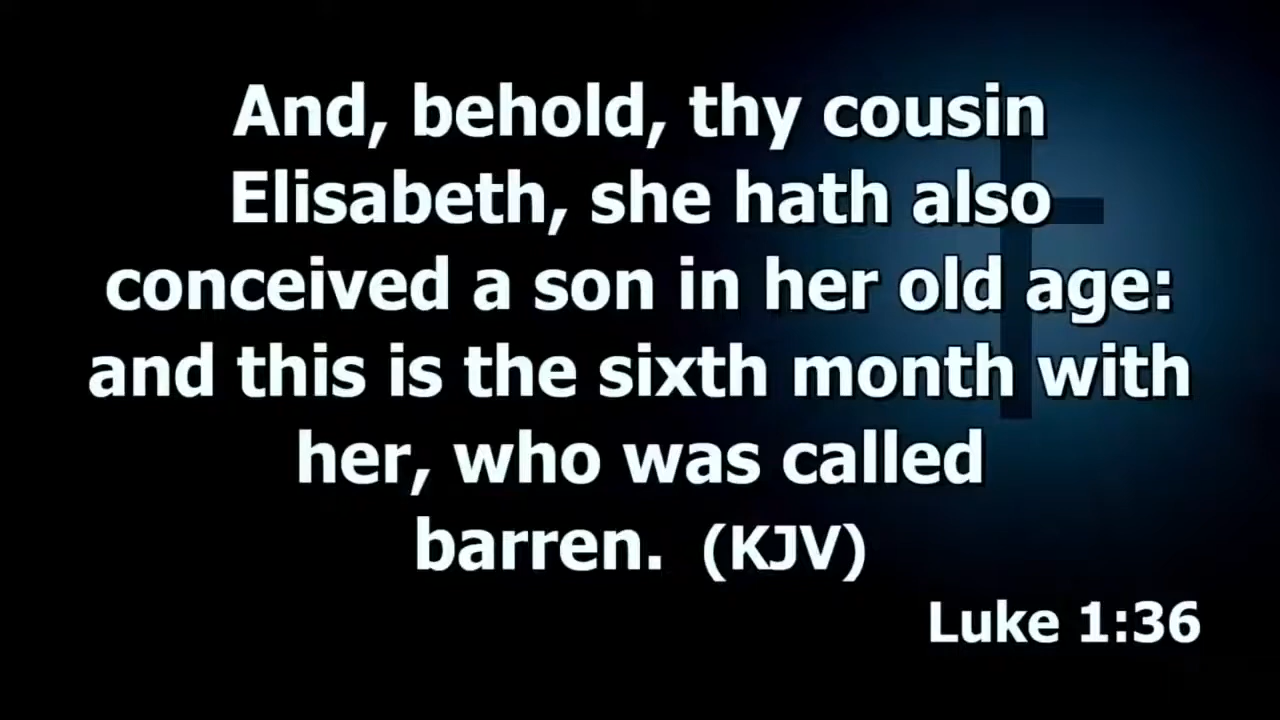 And, behold, thy cousin
Elisabeth, she hath also
conceived a son in her old age:
and this is the sixth month with
her, who was called
barren. (KJV)
Luke 1:36